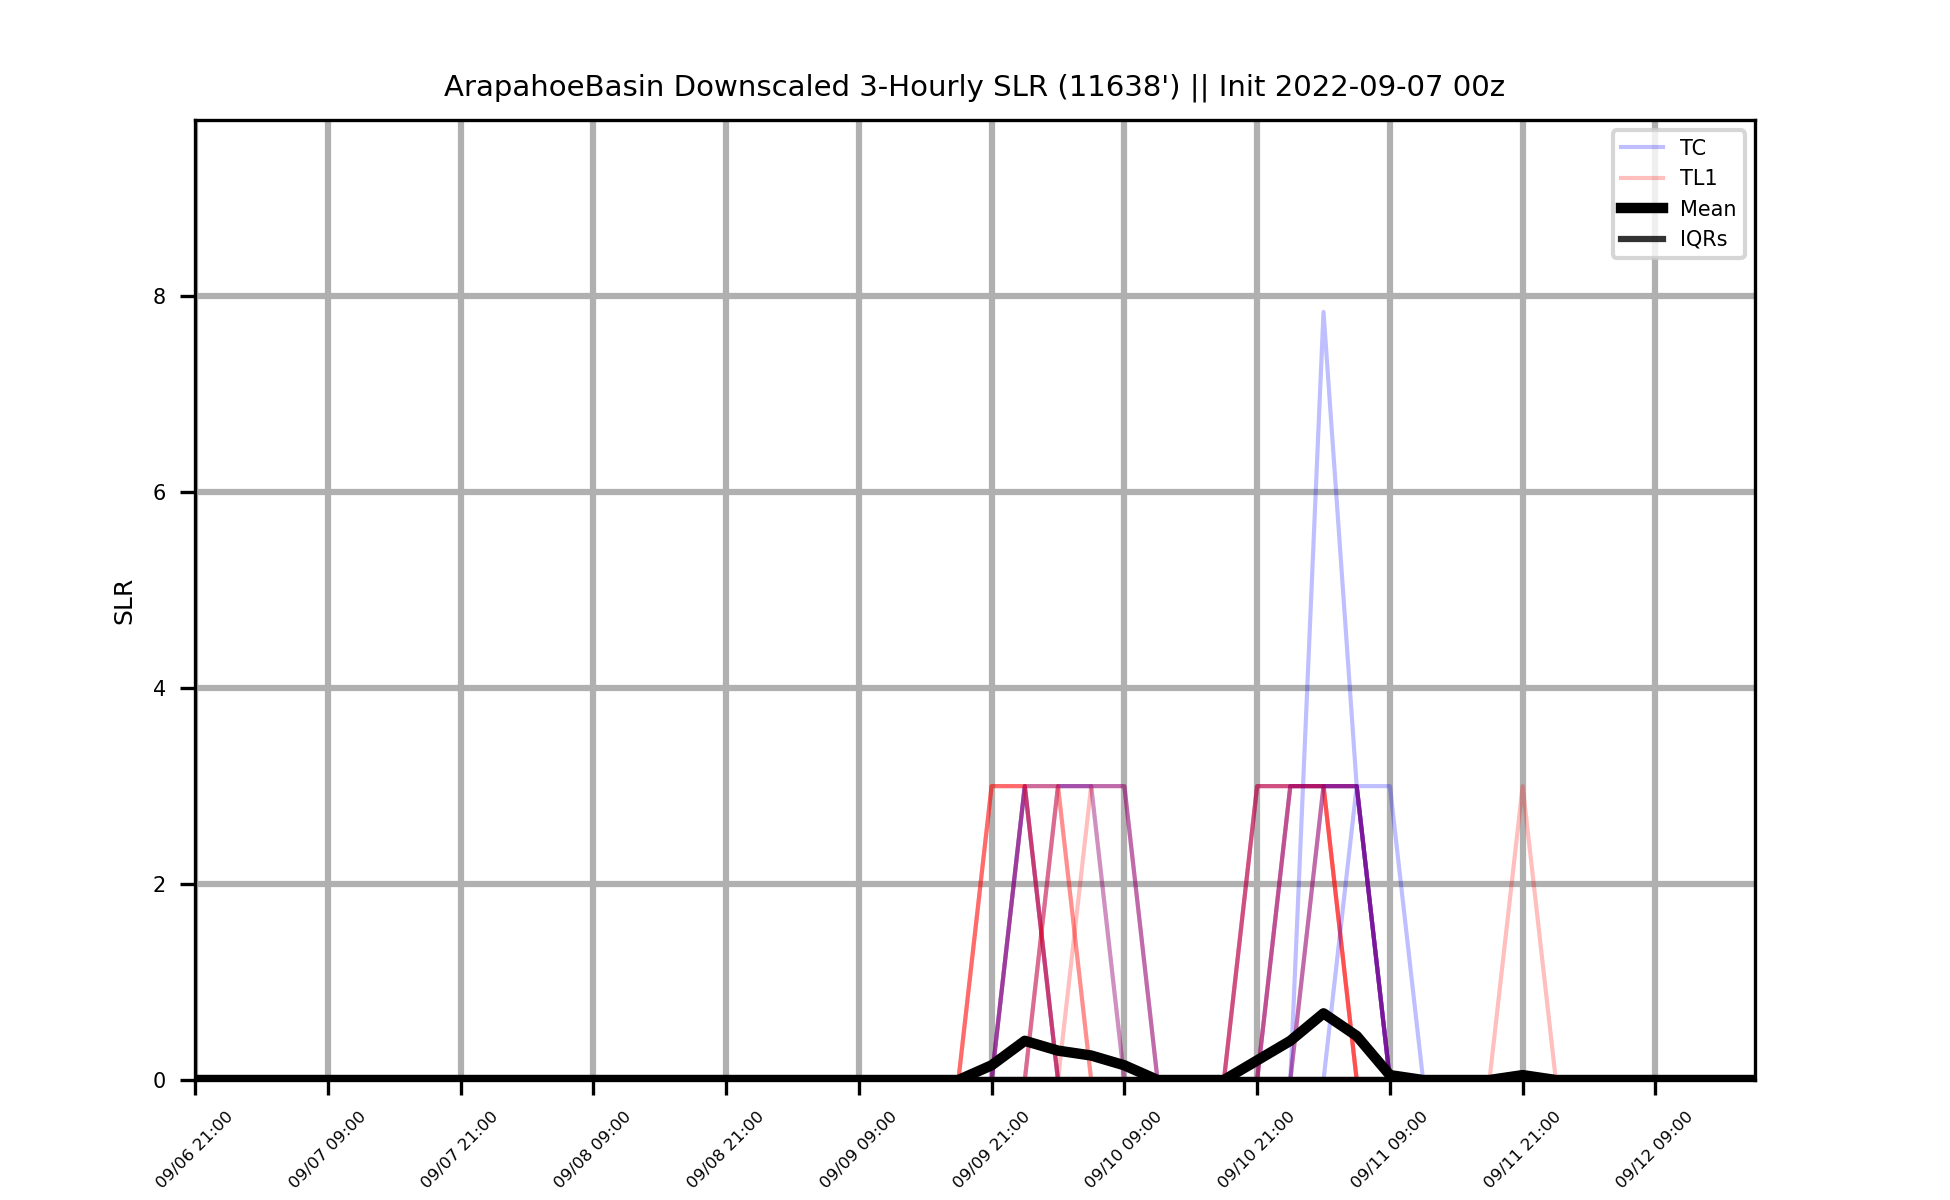 ArapahoeBasin Downscaled 3-Hourly SLR (11638') || Init 2022-09-07 00z
TC
TL1
Mean
IQRs
SLR
8
6
4
2
0
09/06 21:00
09/07 09:00
09/07 21:00
09/08 09:00
09/08 21:00
09/09 09:00
09/09 21:00
09/10 09:00
09/10 21:00
09/11 09:00
09/11 21:00
09/12 09:00